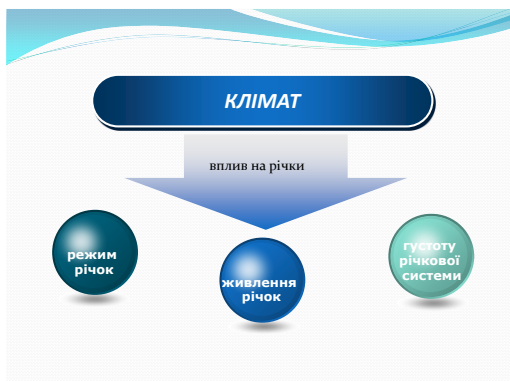 КЛІМАТ
вплив на річки
режим
річок
живлення
річок
густоту
річкової
системи